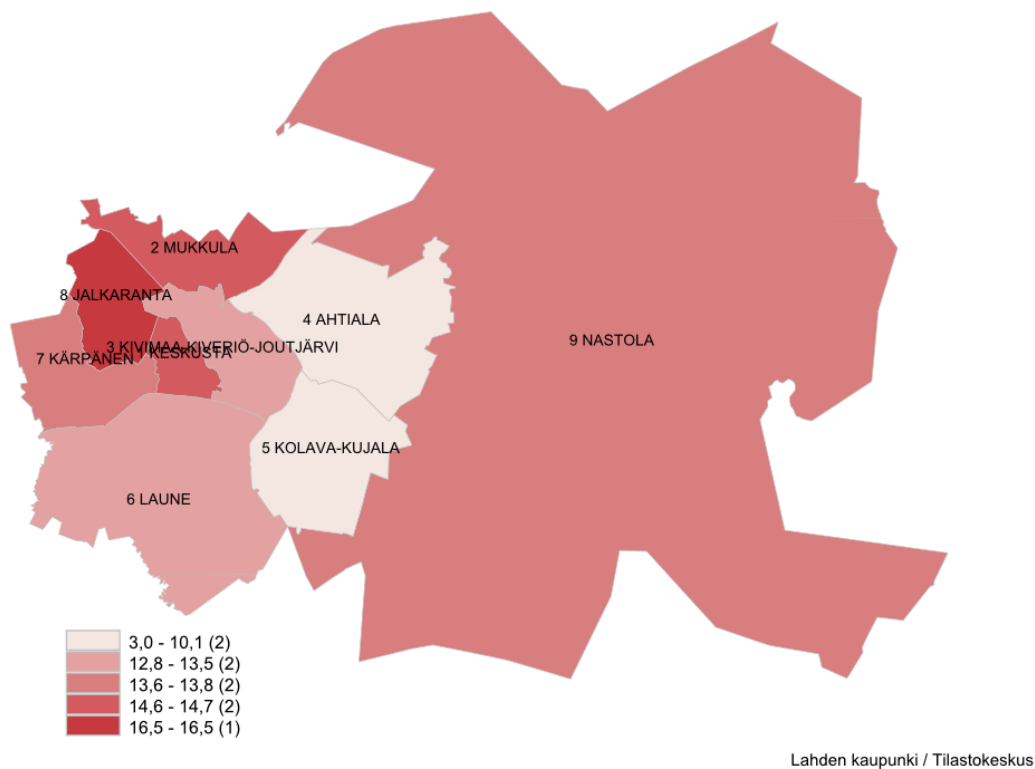 2 MUKKULA
8 JALKARANTA
4 AHTIALA
3 KIVIMAA-KIVERIÖ-JOUTJÄRVI
9 NASTOLA
7 KÄRPÄNEN
1 KESKUSTA
5 KOLAVA-KUJALA
6 LAUNE
3,0 - 10,1 (2)
12,8 - 13,5 (2)
13,6 - 13,8 (2)
14,6 - 14,7 (2)
16,5 - 16,5 (1)
Lahden kaupunki / Tilastokeskus